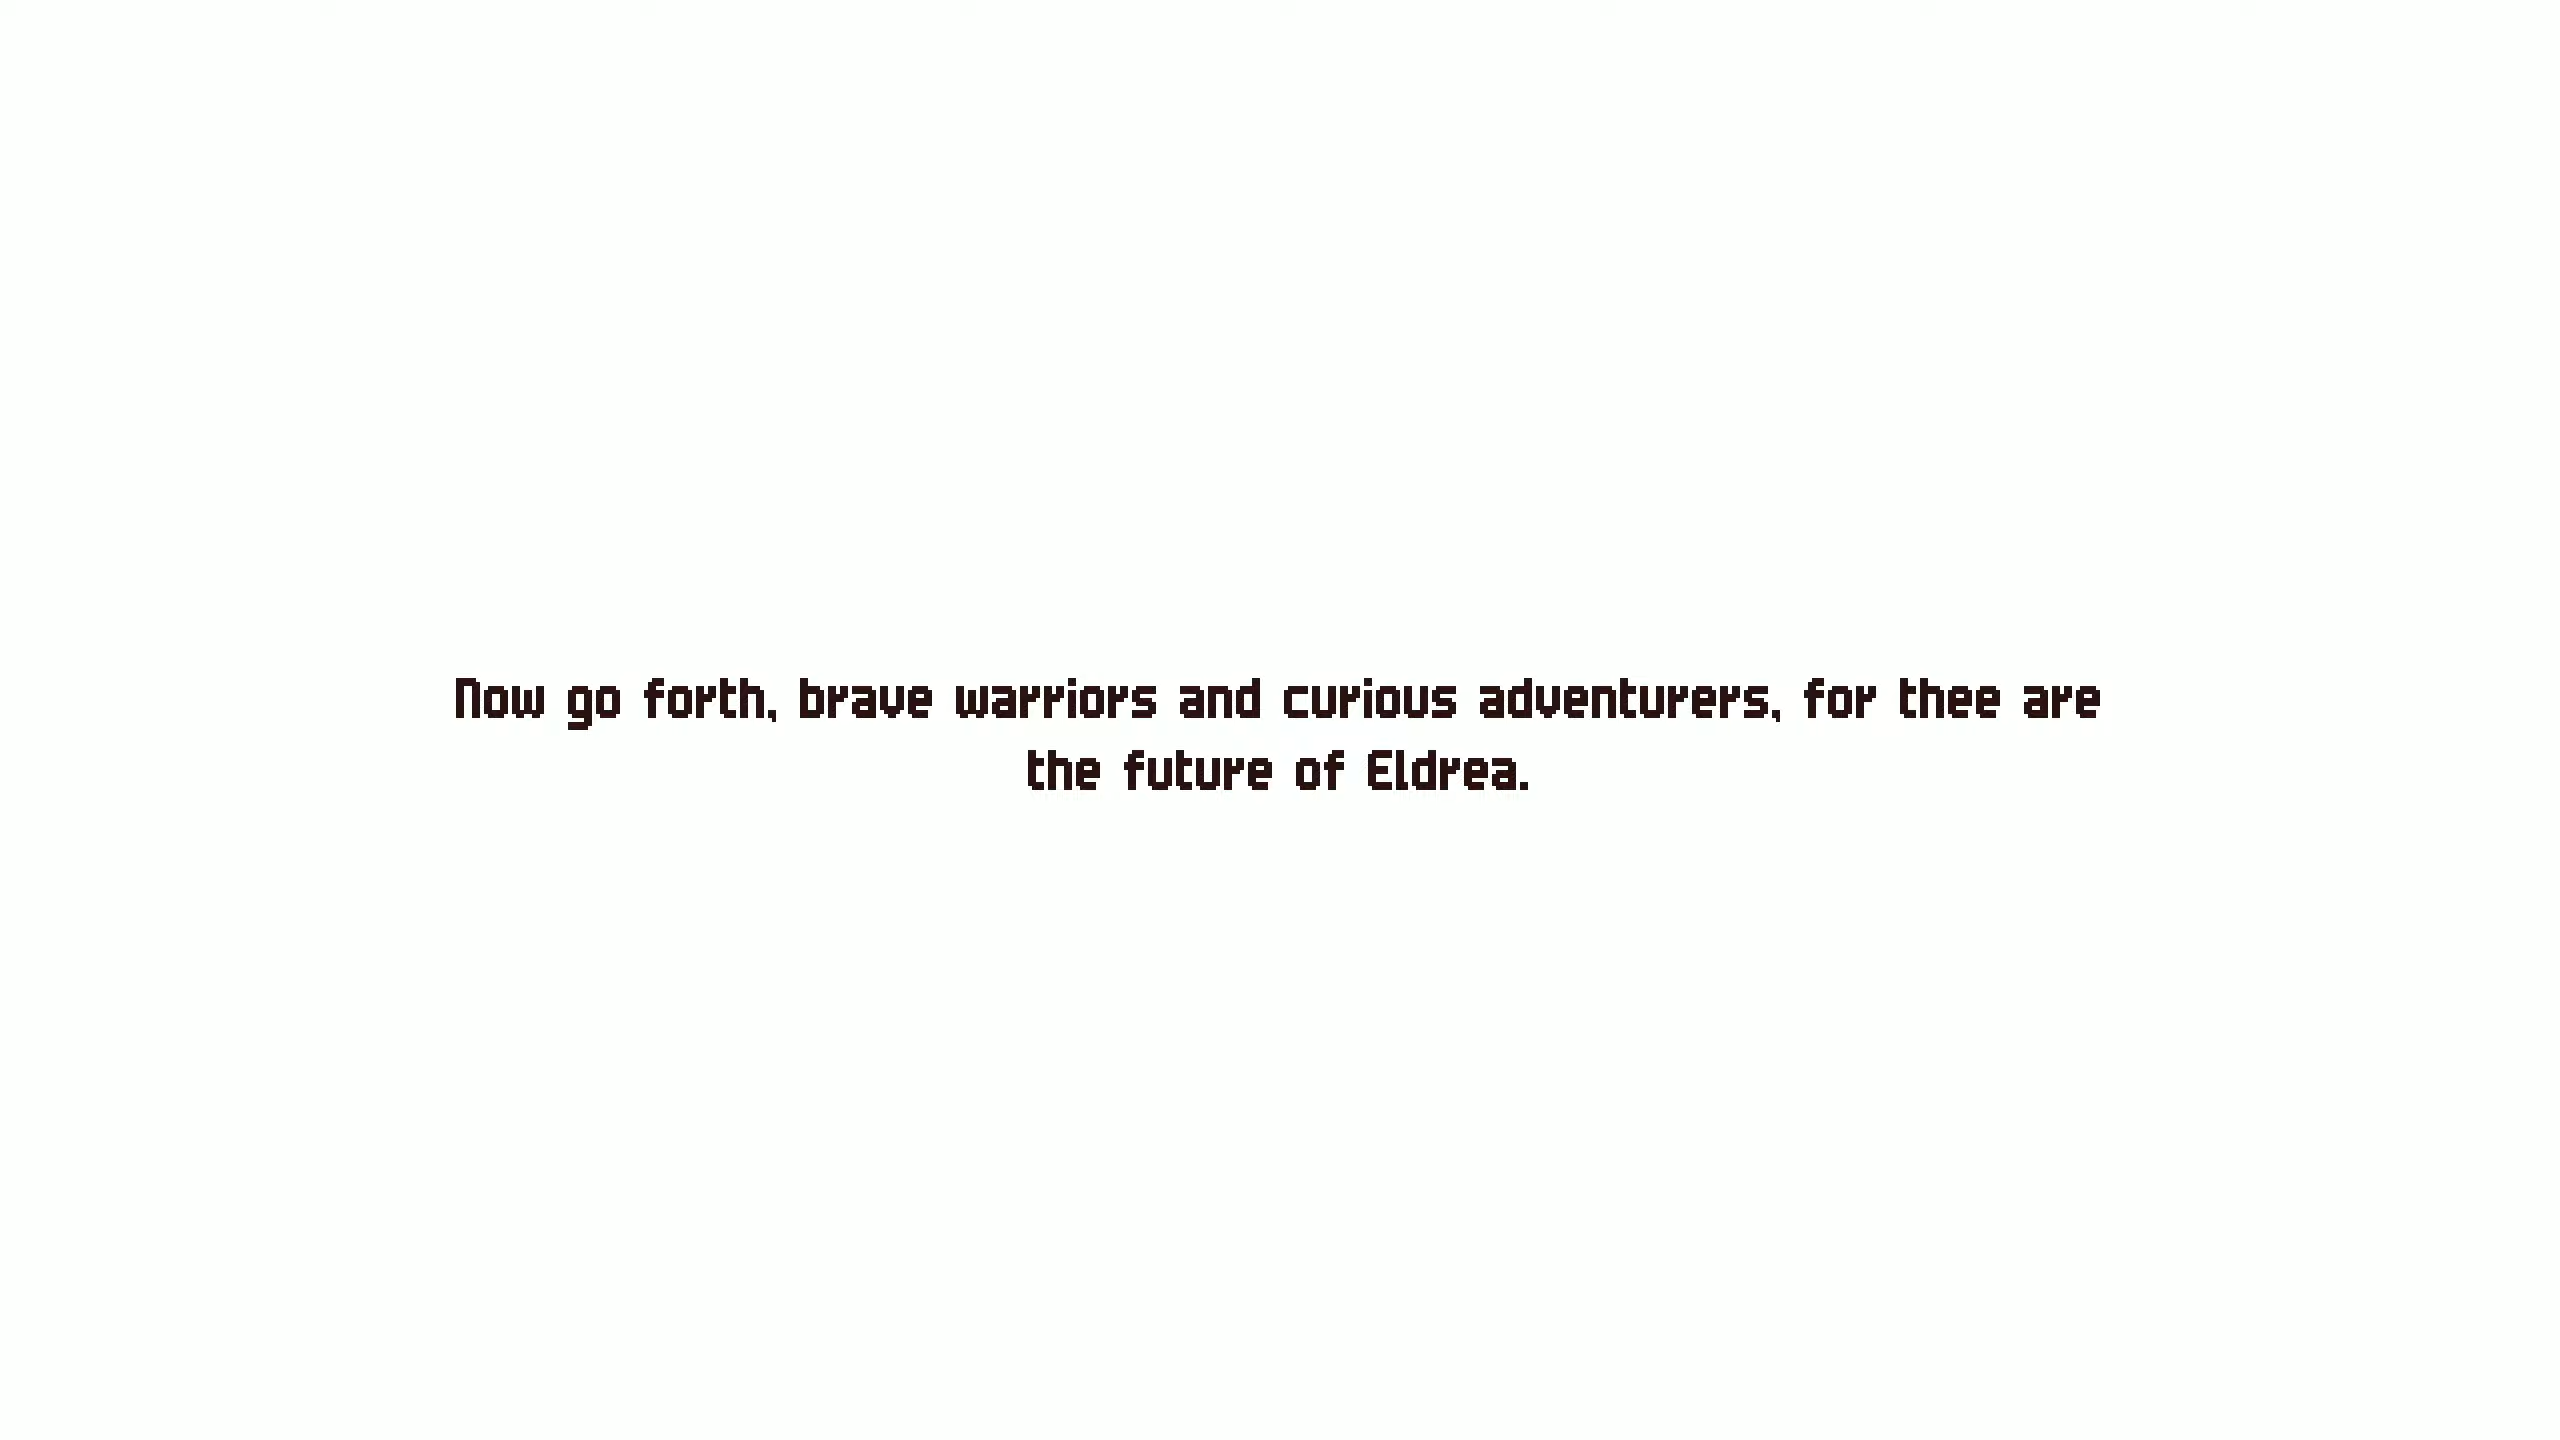 Now go forth, brave warriors and curious adventurers, for thee are
the future of Eldrea.